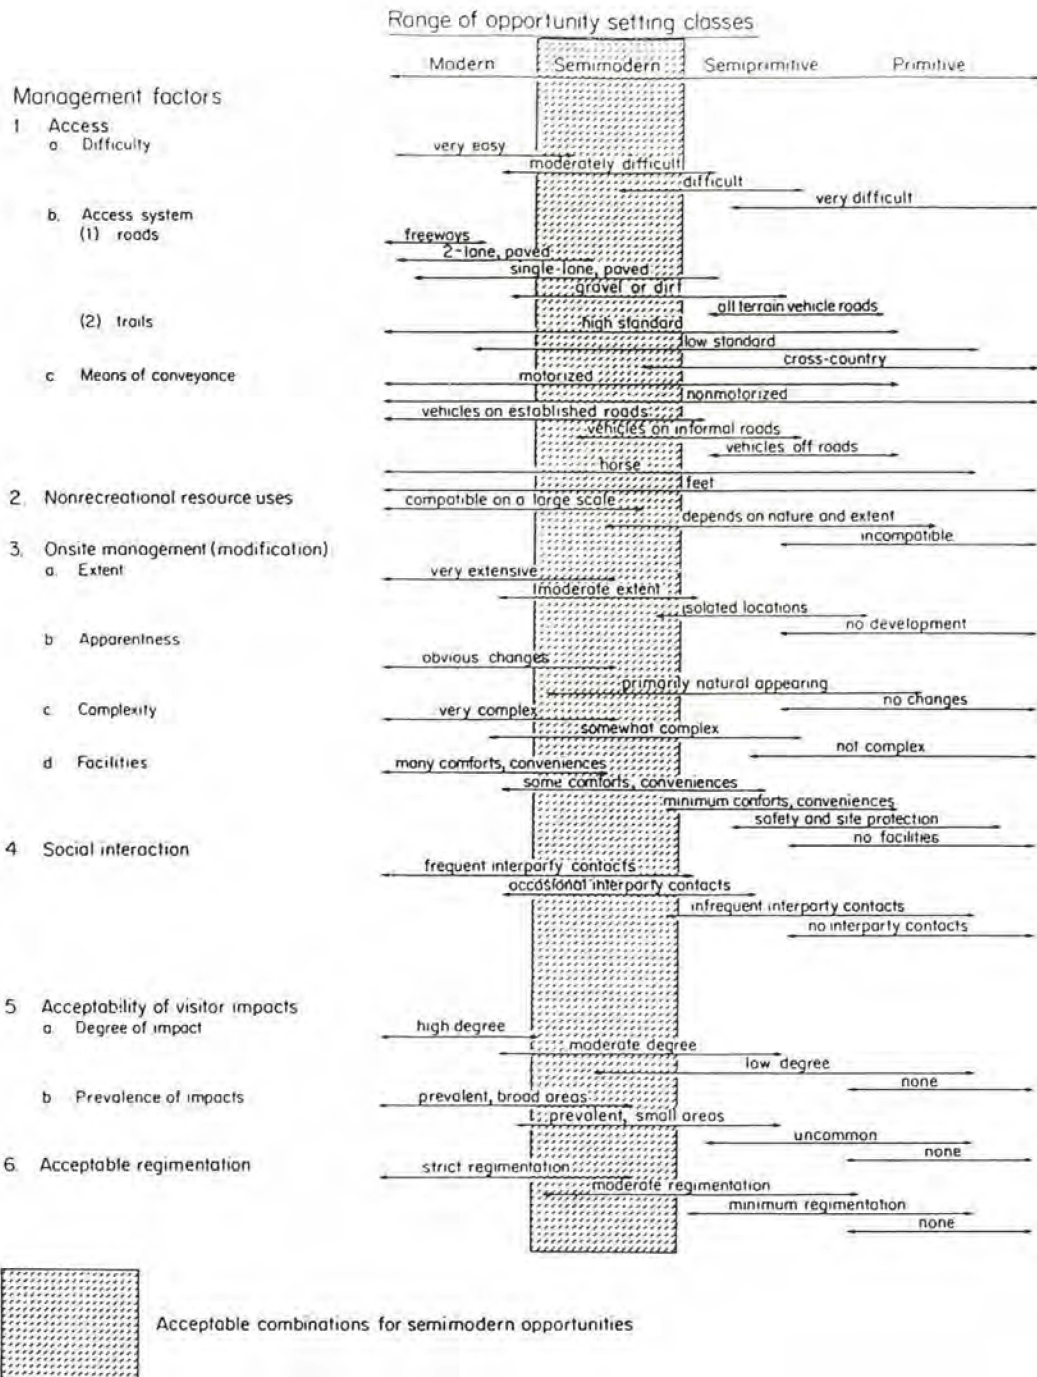 Range of opportunity setting classes
Modern Semimodern Semiprimitive Primitive
Management factors
1 Access
a. Difficulty
very easy
moderately difficult
difficult
very difficult
b. Access system
(1) roads
freeways
2-lane, paved
single-lane, paved
gravel or dirt
all terrain vehicle roads
(2) trails
high standard
low standard
cross-country
c. Means of conveyance
motorized
nonmotorized
vehicles on established roads
vehicles on informal roads
vehicles off roads
horse
feet
2. Nonrecreational resource uses
compatible on a large scale
depends on nature and extent
incompatible
3. Onsite management (modification)
a. Extent
very extensive
moderate extent
isolated locations
no development
b Apparentness
obvious changes
primarily natural appearing
no changes
c. Complexity
very complex
somewhat complex
not complex
d Facilities
many comforts, conveniences
some comforts, conveniences
minimum conforts, conveniences
safety and site protection
no facilities
4 Social interaction
frequent interparty contacts
occasional interparty contacts
infrequent interparty contacts
no interparty contacts
5 Acceptability of visitor impacts
a. Degree of impact
high degree
moderate degree
low degree
none
b Prevalence of impacts
prevalent, broad areas
prevalent, small areas
uncommon
none
6. Acceptable regimentation
strict regimentation
moderate regimentation
minimum regimentation
none
Acceptable combinations for semimodern opportunities